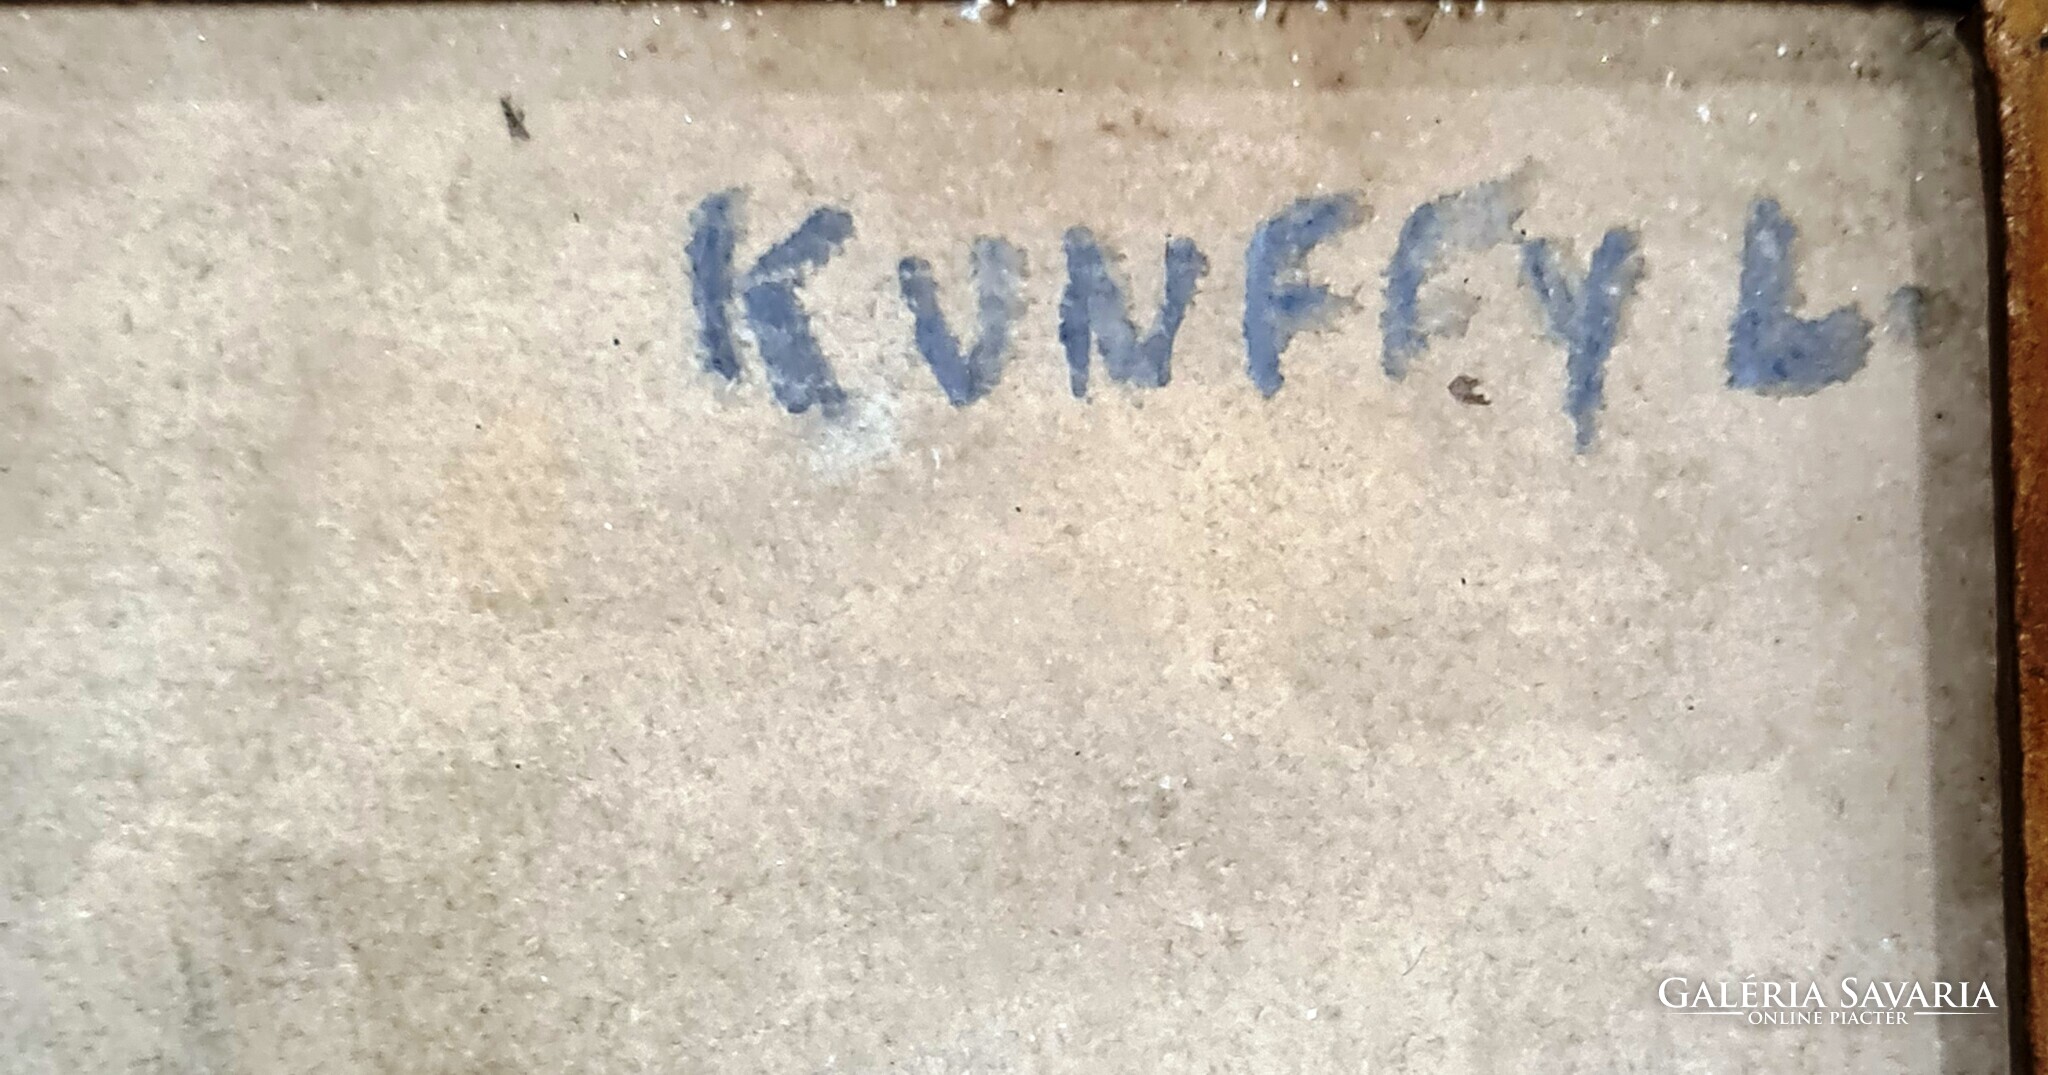 KUNFFY L.
GALÉRIA SAVARIA
ONLINE PIACTÉR